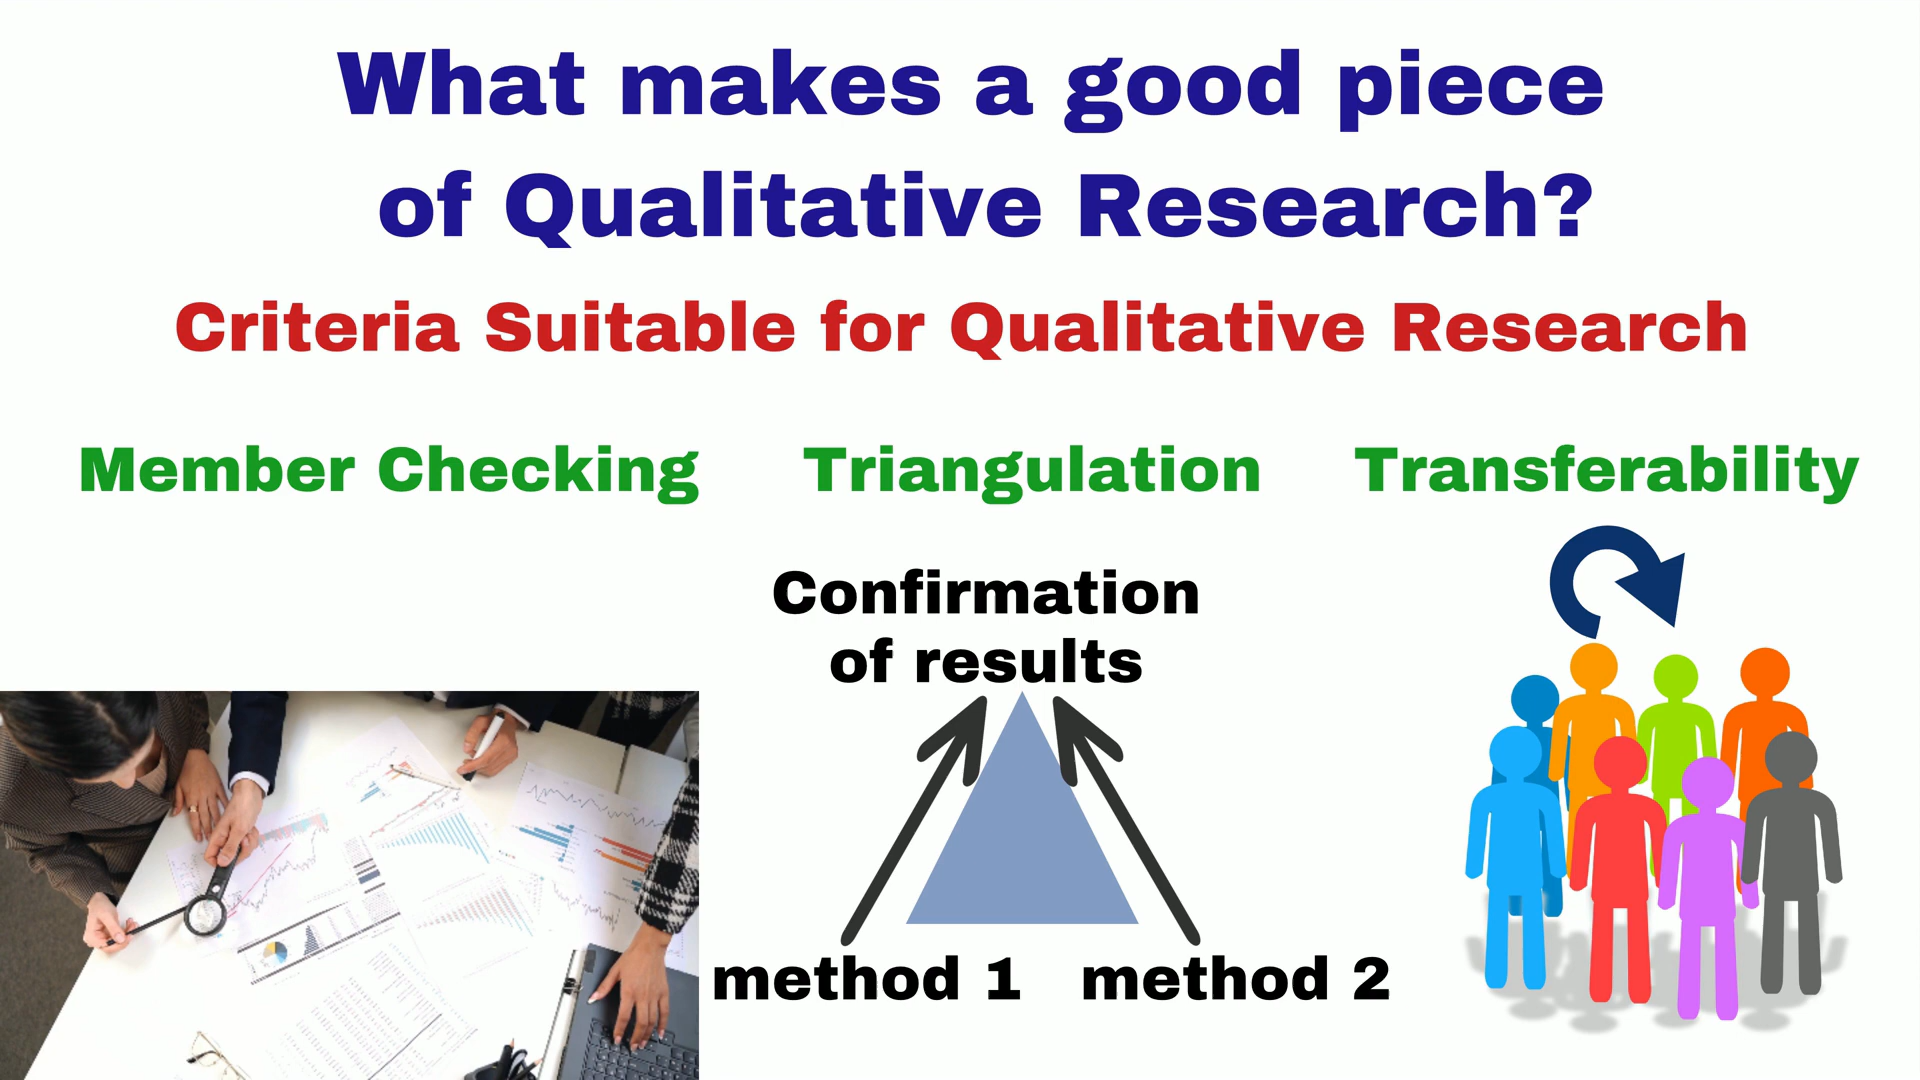 What makes a good piece
of Qualitative Research?
Criteria Suitable for Qualitative Research
Member Checking
Triangulation
Transferability
Confirmation
of results
method 1
method 2